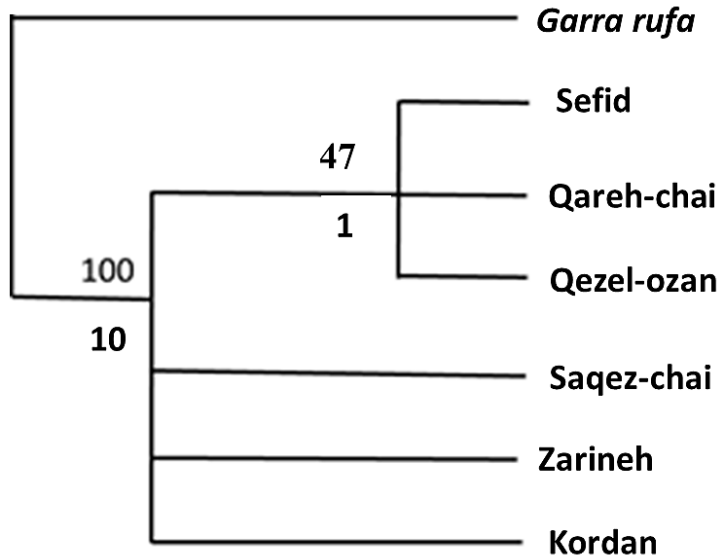 Garra rufa
Sefid
47
Qareh-chai
1
Qezel-ozan
100
10
Saqez-chai
Zarineh
Kordan